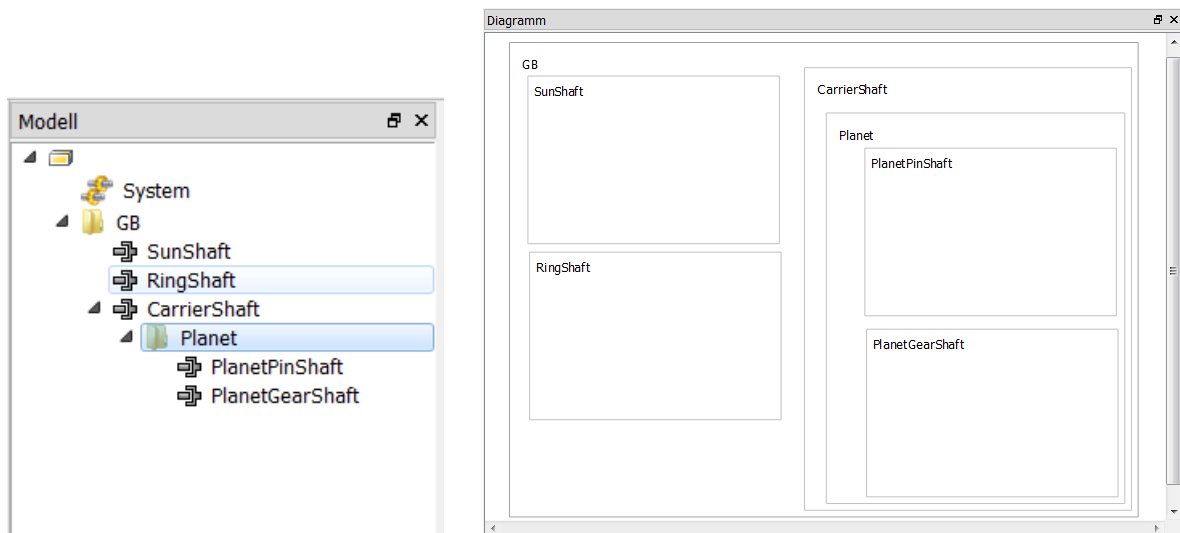 Modell
System
GB
SunShaft
RingShaft
CarrierShaft
Planet
PlanetPinShaft
PlanetGearShaft
Diagramm
GB
SunShaft
RingShaft
CarrierShaft
Planet
PlanetPinShaft
PlanetGearShaft